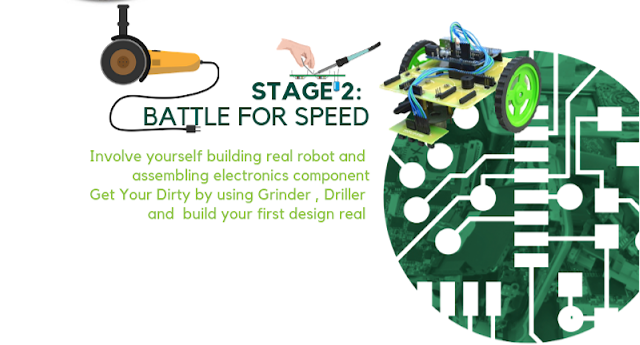 STAGE 2:
BATTLE FOR SPEED
Involve yourself building real robot and
assembling electronics component
Get Your Dirty by using Grinder , Driller
and build your first design real